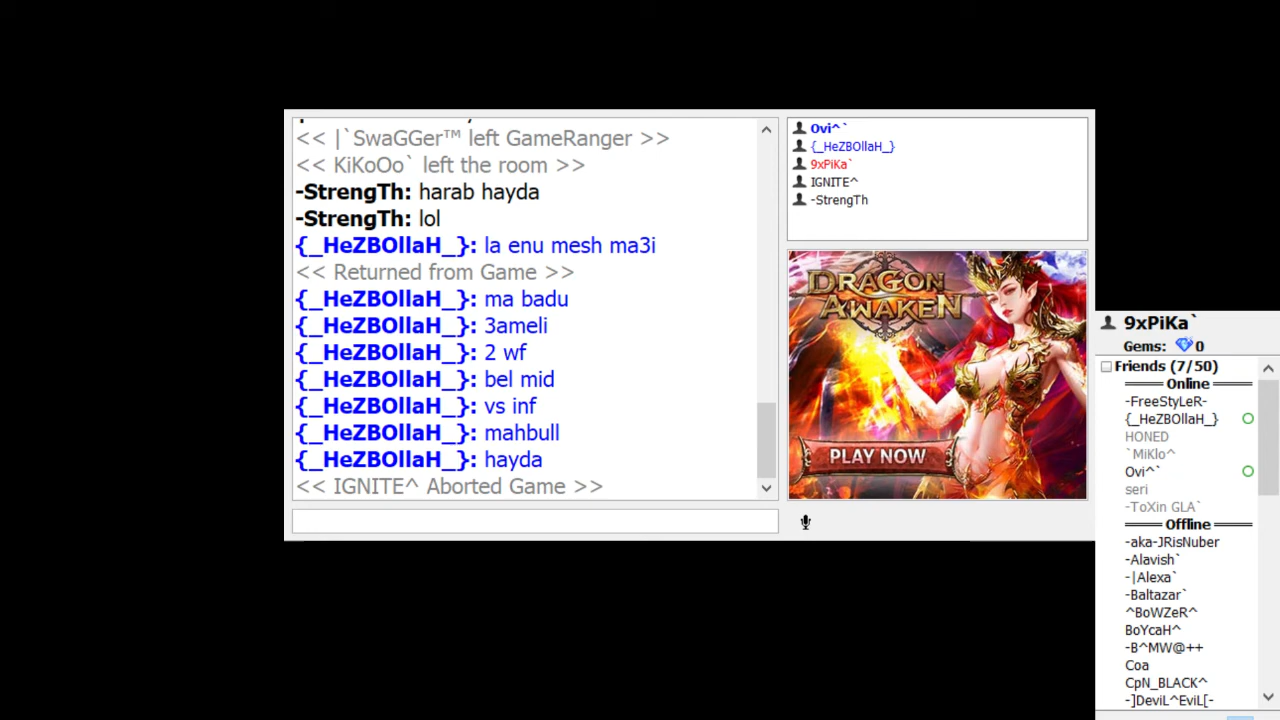 << |`SwaGGer™ left GameRanger >>
<< KiKoOo` left the room >>
-StrengTh: harab hayda
-StrengTh: lol
{_HeZBOllaH_}: la enu mesh ma3i
<< Returned from Game >>
{_HeZBOllaH_}: ma badu
{_HeZBOllaH_}: 3ameli
{_HeZBOllaH_}: 2 wf
{_HeZBOllaH_}: bel mid
{_HeZBOllaH_}: vs inf
{_HeZBOllaH_}: mahbull
{_HeZBOllaH_}: hayda
<< IGNITE^ Aborted Game >>
Ovi^`
{_HeZBOllaH_}
9xPiKa`
IGNITE^
-StrengTh
DRAGON
AWAKEN
PLAY NOW
9xPiKa`
Gems: 0
Friends (7/50)
Online
-FreeStyLeR-
{_HeZBOllaH_}
HONED
`MiKlo^
Ovi^`
seri
-ToXin GLA`
Offline
-aka-JRisNuber
-Alavish`
-|Alexa`
-Baltazar`
^BoWZeR^
BoYcaH^
-B^MW@++
Coa
CpN_BLACK^
-]DeviL^EviL[-